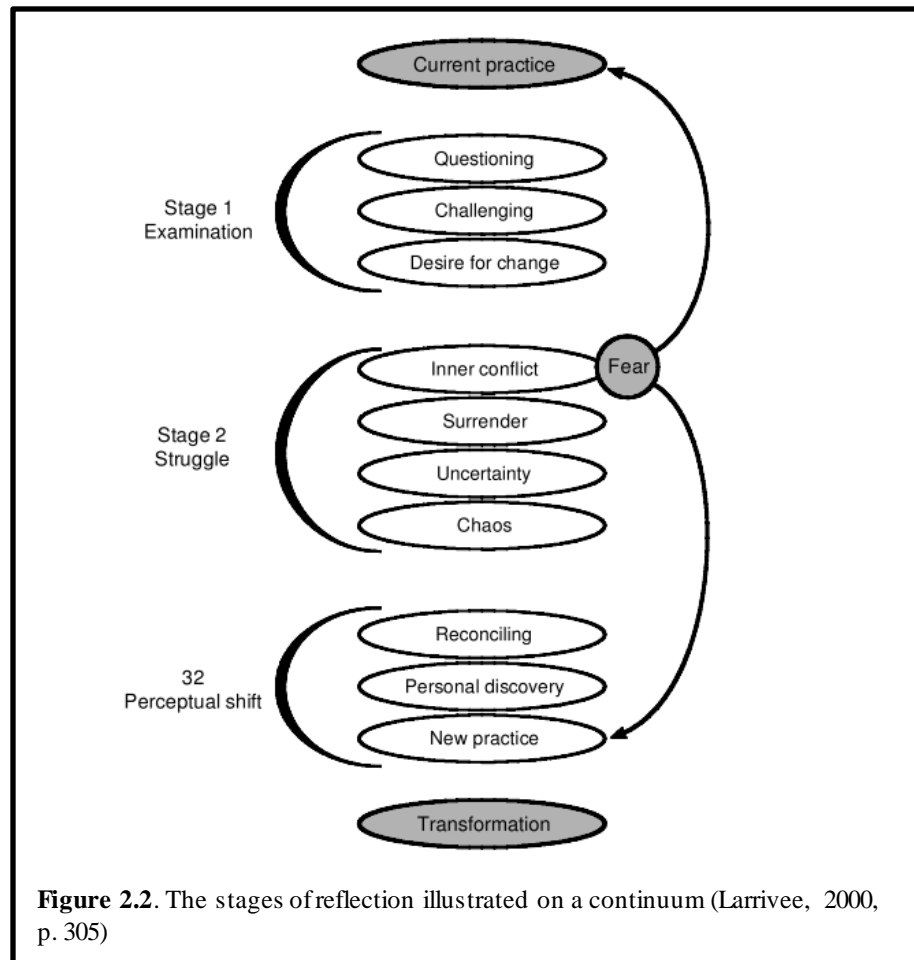 Current practice
Questioning
Stage 1
Examination
Challenging
Desire for change
Inner conflict
Fear
Stage 2
Struggle
Surrender
Uncertainty
Chaos
Reconciling
32
Perceptual shift
Personal discovery
New practice
Transformation
Figure 2.2. The stages of reflection illustrated on a continuum (Larrivee, 2000,
p. 305)